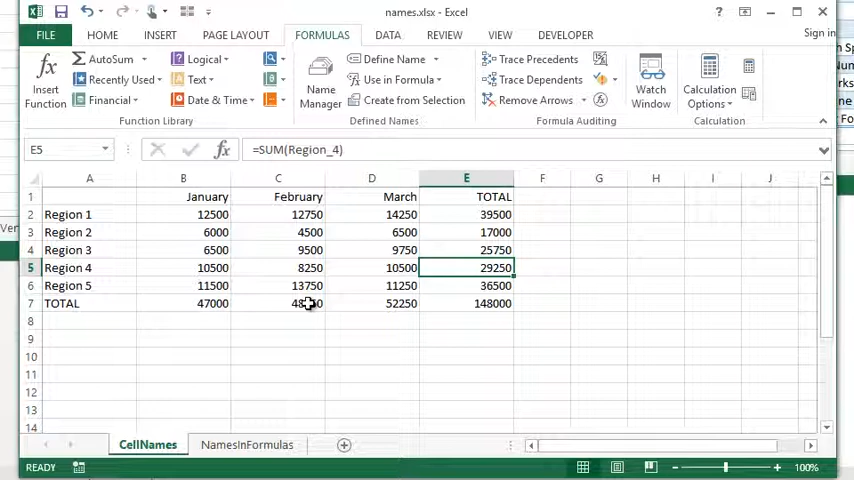 names.xlsx - Excel
Sign in
FILE HOME INSERT PAGE LAYOUT FORMULAS DATA REVIEW VIEW DEVELOPER
fx Insert Function
AutoSum
Recently Used
Financial
Logical
Text
Date & Time
Function Library
Name Manager
Define Name
Use in Formula
Create from Selection
Defined Names
Trace Precedents
Trace Dependents
Remove Arrows
Formula Auditing
Watch Window
Calculation Options
Calculation
E5 fx =SUM(Region_4)
A B C D E F G H I J
1 January February March TOTAL
2 Region 1 12500 12750 14250 39500
3 Region 2 6000 4500 6500 17000
4 Region 3 6500 9500 9750 25750
5 Region 4 10500 8250 10500 29250
6 Region 5 11500 13750 11250 36500
7 TOTAL 47000 52250 148000
8
9
10
11
12
13
14
CellNames NamesInFormulas
READY 100%